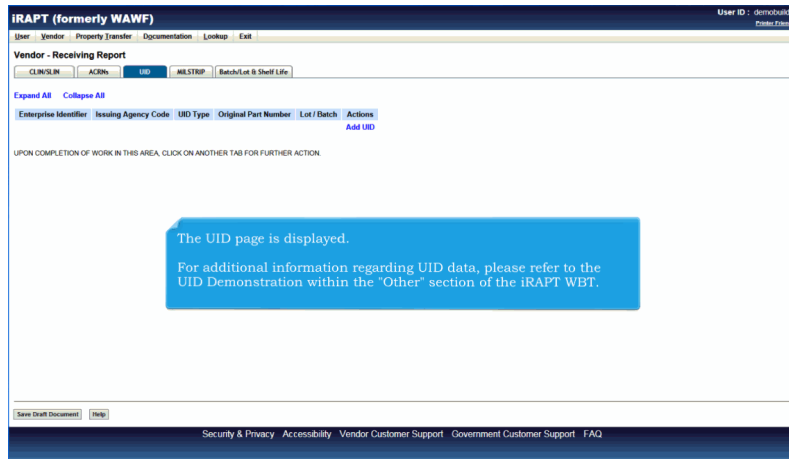 iRAPT (formerly WAWF)
User ID : demobuild
Printer Frien
User Vendor Property Transfer Documentation Lookup Exit
Vendor - Receiving Report
CLIN/SLIN ACRNs UID MILSTRIP Batch/Lot & Shelf Life
Expand All Collapse All
Enterprise Identifier Issuing Agency Code UID Type Original Part Number Lot / Batch Actions
Add UID
UPON COMPLETION OF WORK IN THIS AREA, CLICK ON ANOTHER TAB FOR FURTHER ACTION.
The UID page is displayed.
For additional information regarding UID data, please refer to the
UID Demonstration within the "Other" section of the iRAPT WBT.
Save Draft Document Help
Security & Privacy Accessibility Vendor Customer Support Government Customer Support FAQ